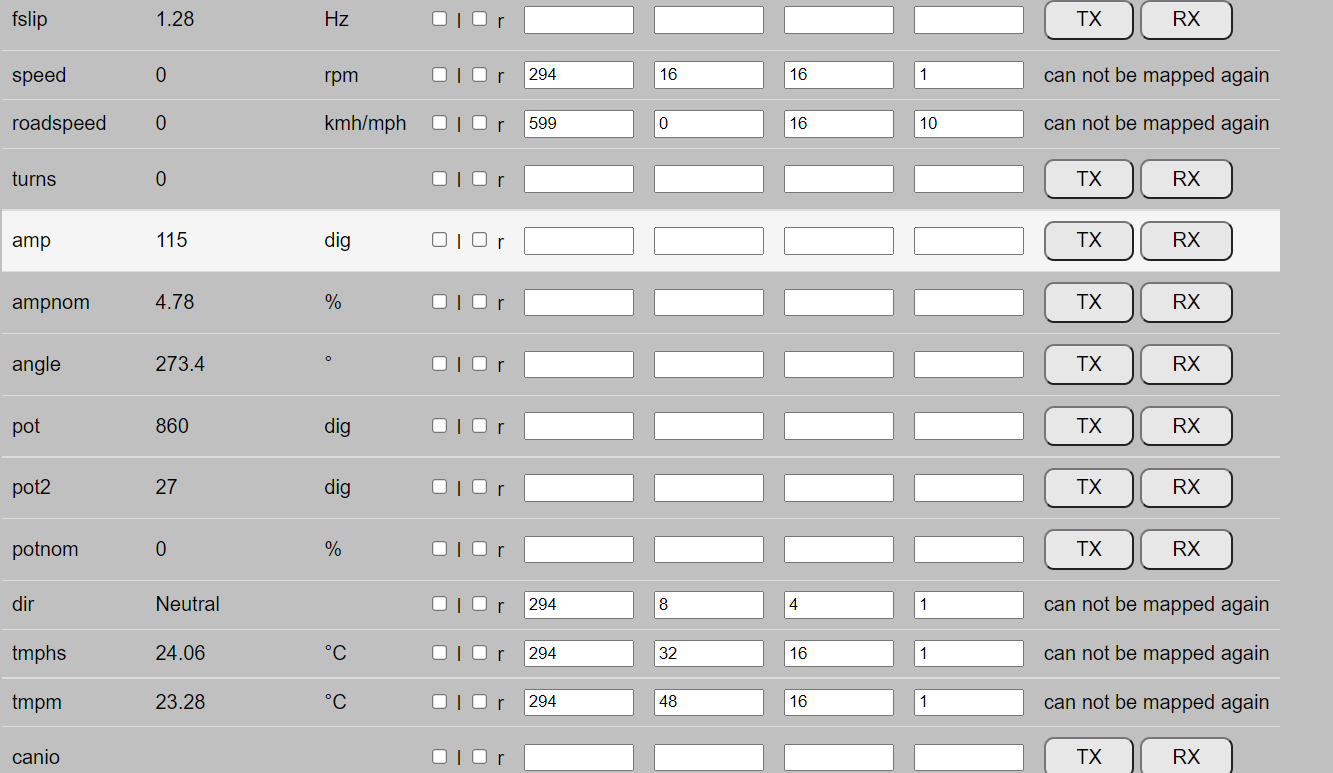 fslip 1.28 Hz l r TX RX
speed 0 rpm l r 294 16 16 1 can not be mapped again
roadspeed 0 kmh/mph l r 599 0 16 10 can not be mapped again
turns 0 l r TX RX
amp 115 dig l r TX RX
ampnom 4.78 % l r TX RX
angle 273.4 ° l r TX RX
pot 860 dig l r TX RX
pot2 27 dig l r TX RX
potnom 0 % l r TX RX
dir Neutral l r 294 8 4 1 can not be mapped again
tmphs 24.06 °C l r 294 32 16 1 can not be mapped again
tmpm 23.28 °C l r 294 48 16 1 can not be mapped again
canio l r TX RX